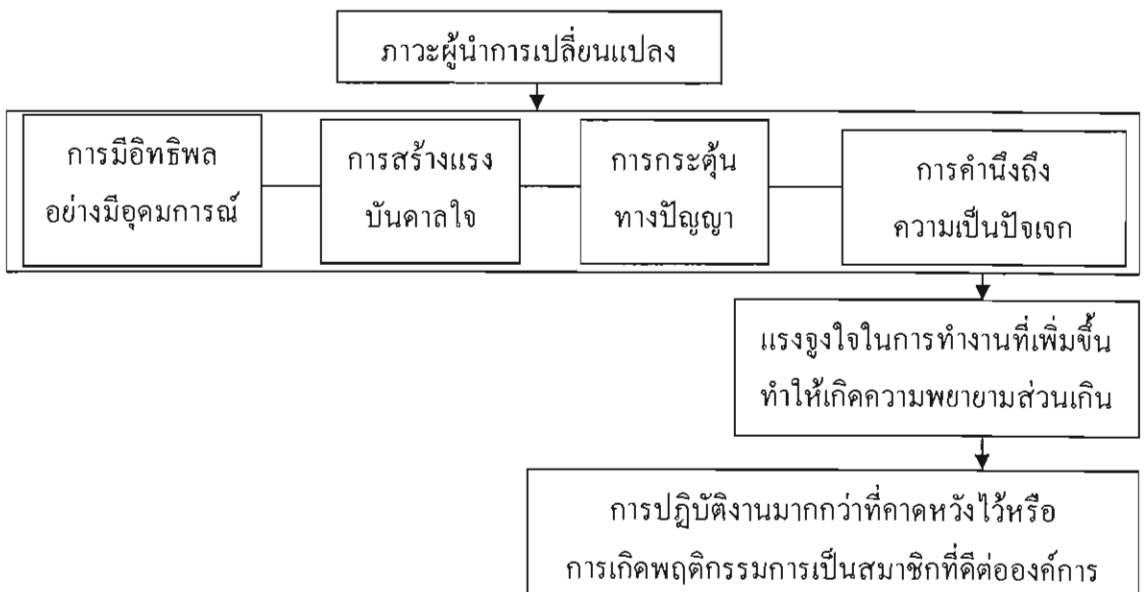 ภาวะผู้นำการเปลี่ยนแปลง
การมีอิทธิพล
อย่างมีอุดมการณ์
การสร้างแรง
บันดาลใจ
การกระตุ้น
ทางปัญญา
การคำนึงถึง
ความเป็นปัจเจก
แรงจูงใจในการทำงานที่เพิ่มขึ้น
ทำให้เกิดความพยายามส่วนเกิน
การปฏิบัติงานมากกว่าที่คาดหวังไว้หรือ
การเกิดพฤติกรรมการเป็นสมาชิกที่ดีต่อองค์การ